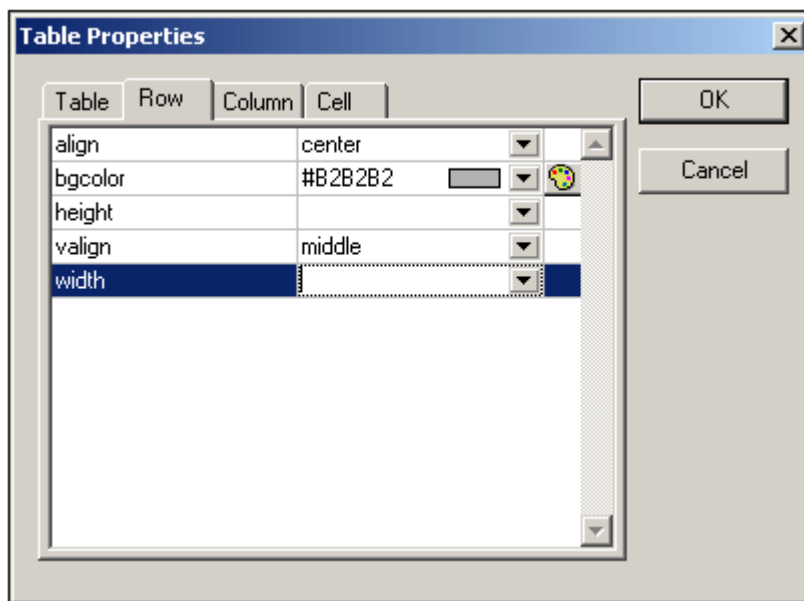 Table Properties
Table Row Column Cell
OK
Cancel
align center
bgcolor #B2B2B2
height
valign middle
width